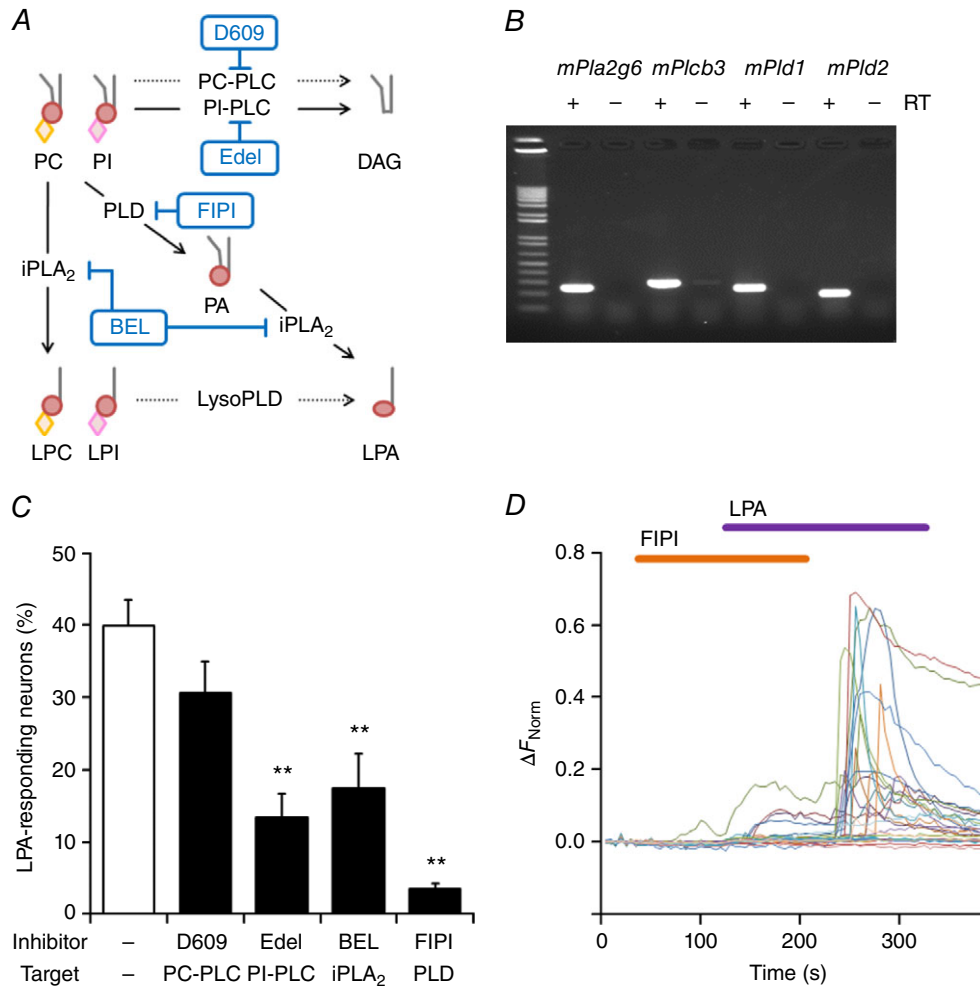 A
D609
PC-PLC
PI-PLC
Edel
PC PI DAG
PLD FIPI
iPLA2
PA
BEL iPLA2
LysoPLD
LPC LPI LPA
B
mPla2g6 mPlcb3 mPld1 mPld2
+ – + – + – + – RT
C
LPA-responding neurons (%)
50
40
30
20
10
0
** ** **
Inhibitor – D609 Edel BEL FIPI
Target – PC-PLC PI-PLC iPLA2 PLD
D
LPA
FIPI
ΔFNorm
0.8
0.6
0.4
0.2
0.0
0 100 200 300
Time (s)